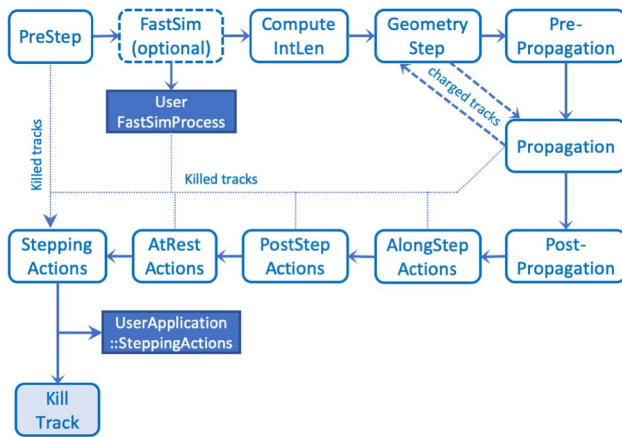 PreStep
FastSim
(optional)
Compute
IntLen
Geometry
Step
Pre-
Propagation
User
FastSimProcess
charged tracks
Propagation
Killed tracks
Killed tracks
Stepping
Actions
AtRest
Actions
PostStep
Actions
AlongStep
Actions
Post-
Propagation
UserApplication
::SteppingActions
Kill
Track